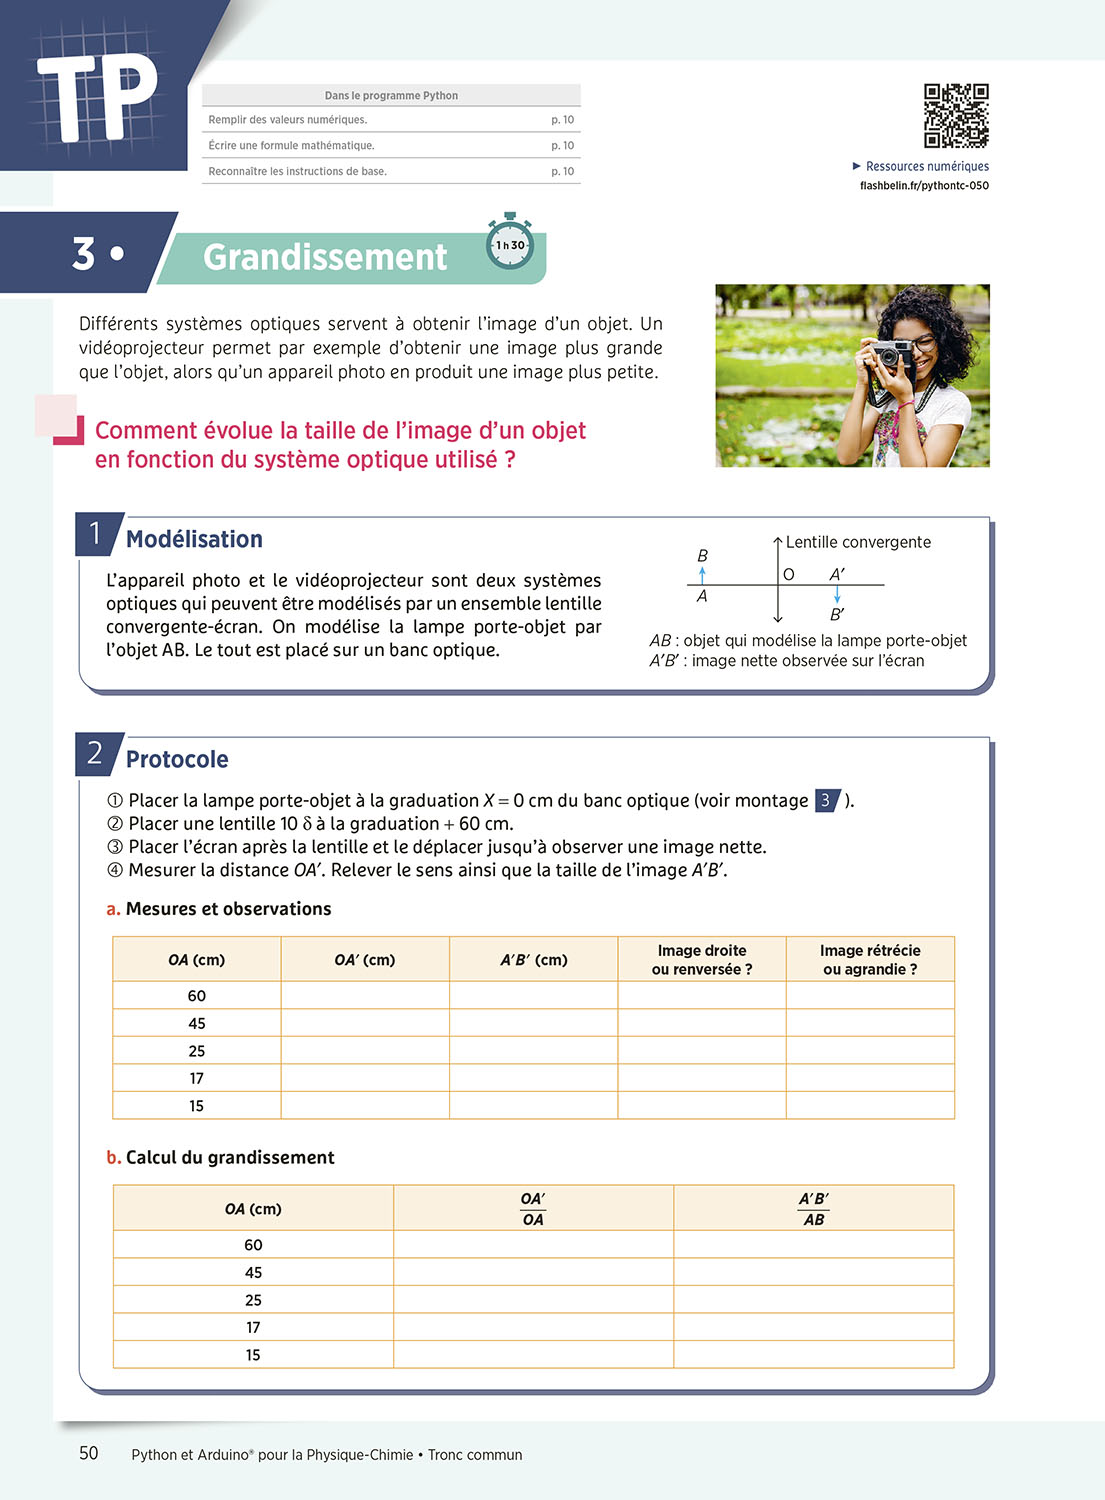 TP
Dans le programme Python
Remplir des valeurs numériques. p. 10
Écrire une formule mathématique. p. 10
Reconnaître les instructions de base. p. 10
► Ressources numériques
flashbelin.fr/pythontc-050
3 • Grandissement
1 h 30
Différents systèmes optiques servent à obtenir l’image d’un objet. Un
vidéoprojecteur permet par exemple d’obtenir une image plus grande
que l’objet, alors qu’un appareil photo en produit une image plus petite.
Comment évolue la taille de l’image d’un objet
en fonction du système optique utilisé ?
1 Modélisation
L’appareil photo et le vidéoprojecteur sont deux systèmes
optiques qui peuvent être modélisés par un ensemble lentille
convergente-écran. On modélise la lampe porte-objet par
l’objet AB. Le tout est placé sur un banc optique.
Lentille convergente
B
O A′
A
B′
AB : objet qui modélise la lampe porte-objet
A′B′ : image nette observée sur l’écran
2 Protocole
① Placer la lampe porte-objet à la graduation X = 0 cm du banc optique (voir montage 3 ).
② Placer une lentille 10 δ à la graduation + 60 cm.
③ Placer l’écran après la lentille et le déplacer jusqu’à observer une image nette.
④ Mesurer la distance OA′. Relever le sens ainsi que la taille de l’image A′B′.
a. Mesures et observations
OA (cm) OA′ (cm) A′B′ (cm) Image droite ou renversée ? Image rétrécie ou agrandie ?
60
45
25
17
15
b. Calcul du grandissement
OA (cm) OA′/OA A′B′/AB
60
45
25
17
15
50 Python et Arduino® pour la Physique-Chimie • Tronc commun